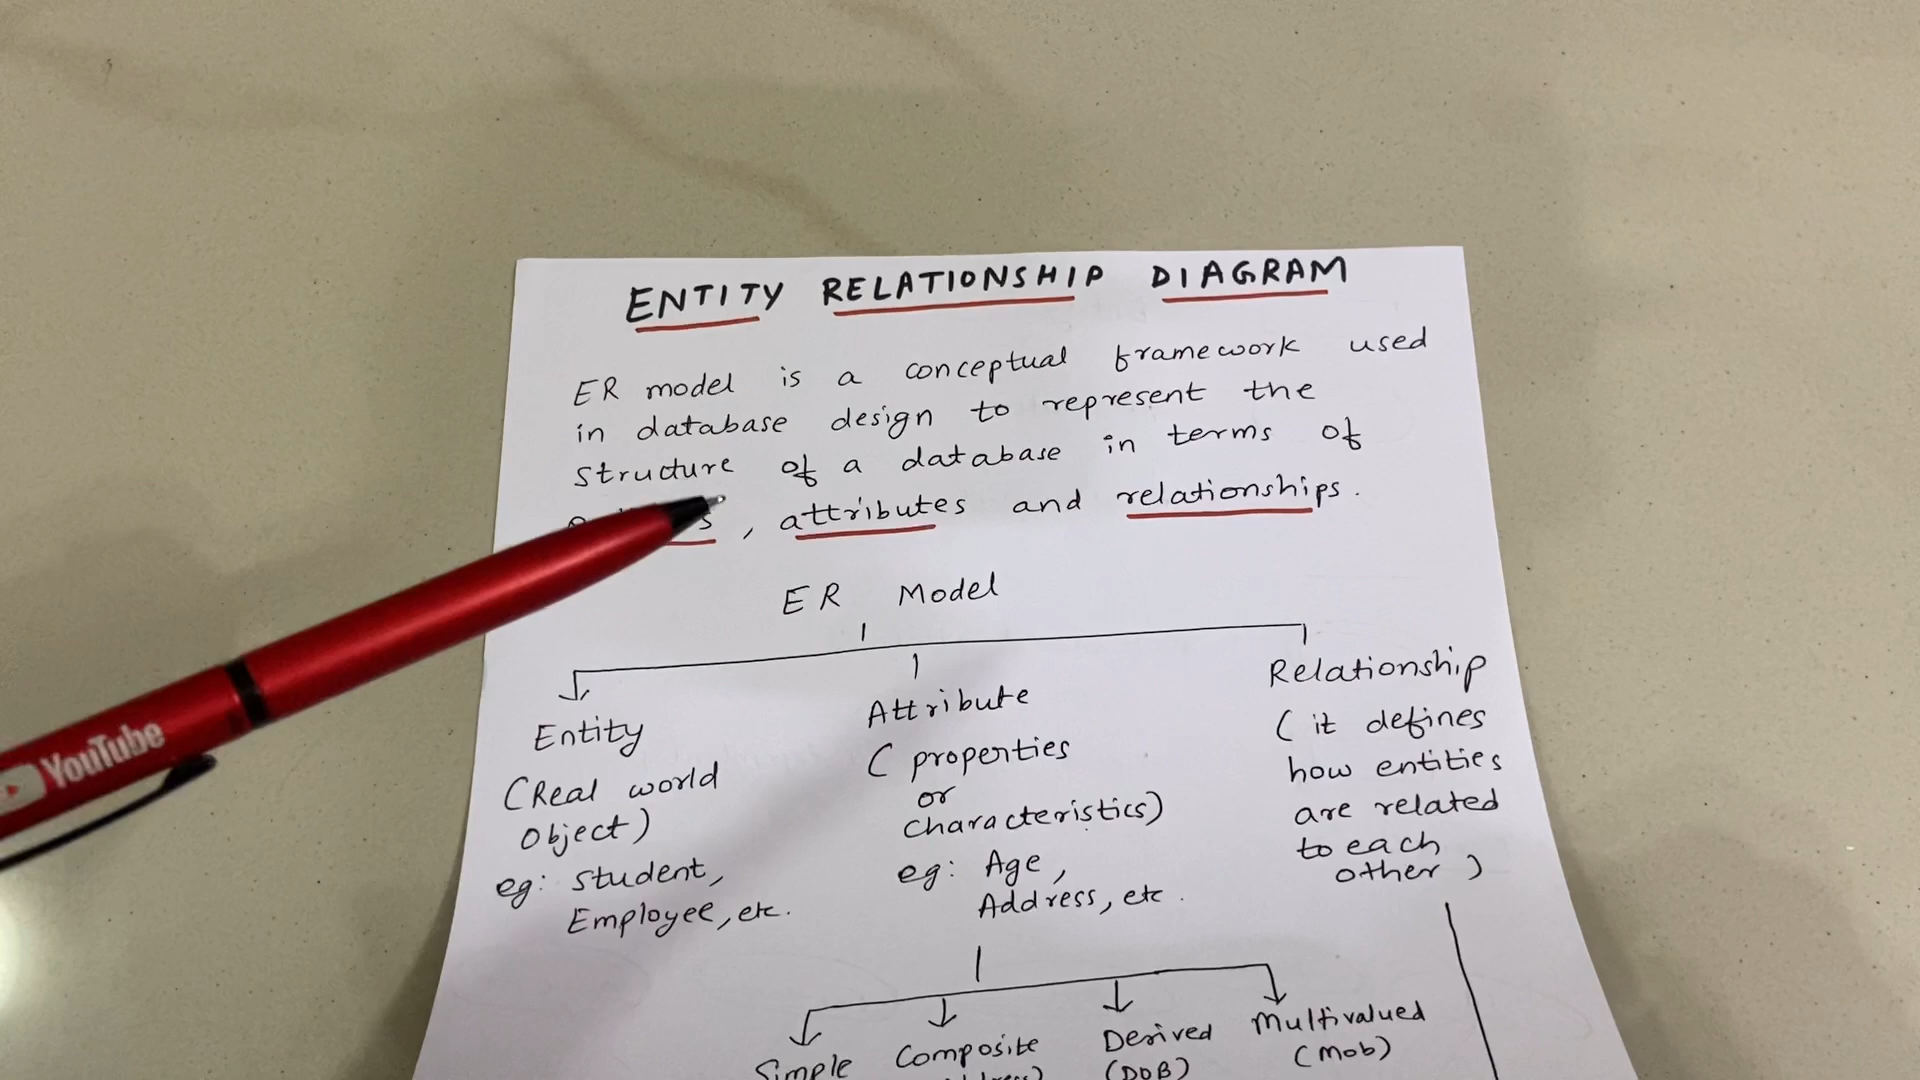 ENTITY RELATIONSHIP DIAGRAM
ER model is a conceptual framework used
in database design to represent the
structure of a database in terms of
, attributes and relationships.
ER Model
Entity
(Real world
object)
eg: student,
Employee, etc.
Attribute
( properties
or
characteristics)
eg: Age,
Address, etc.
Relationship
( it defines
how entities
are related
to each
other )
Simple
Composite
Derived
(DOB)
Multivalued
(Mob)
YouTube